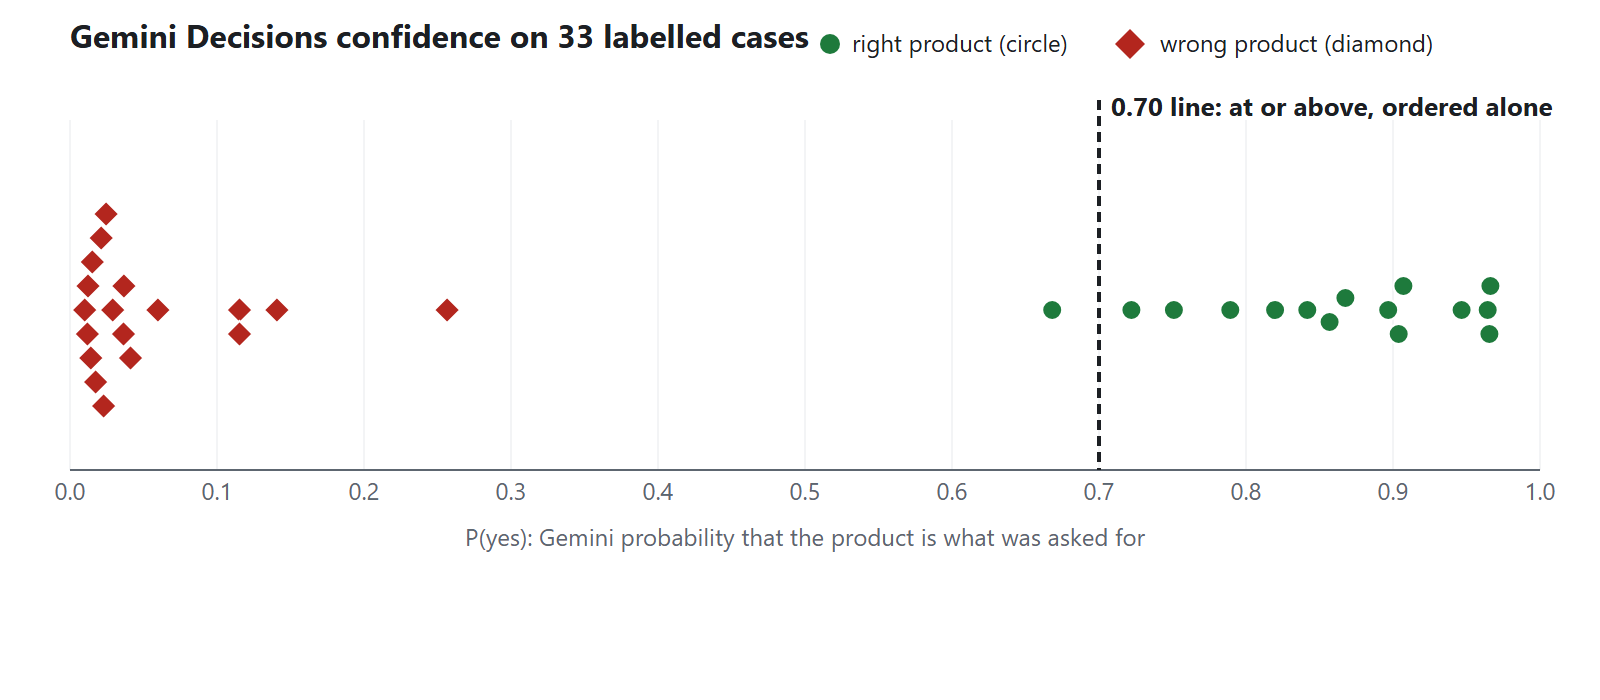 Gemini Decisions confidence on 33 labelled cases
right product (circle)
wrong product (diamond)
0.70 line: at or above, ordered alone
0.0 0.1 0.2 0.3 0.4 0.5 0.6 0.7 0.8 0.9 1.0
P(yes): Gemini probability that the product is what was asked for